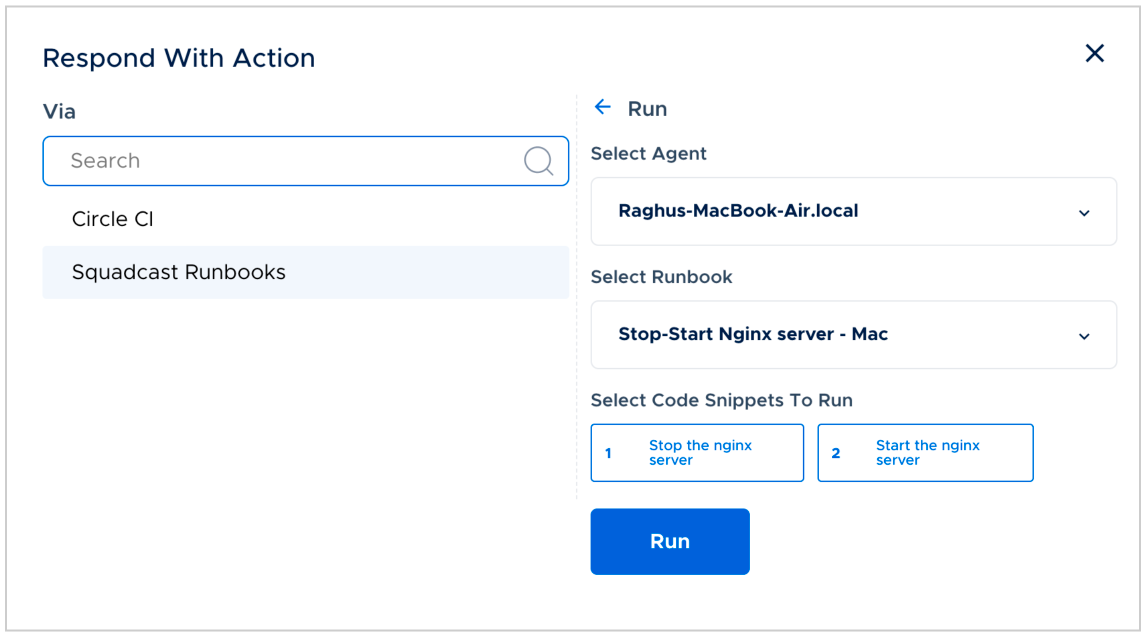 Respond With Action
Via
Search
Circle CI
Squadcast Runbooks
Run
Select Agent
Raghus-MacBook-Air.local
Select Runbook
Stop-Start Nginx server - Mac
Select Code Snippets To Run
1
Stop the nginx
server
2
Start the nginx
server
Run